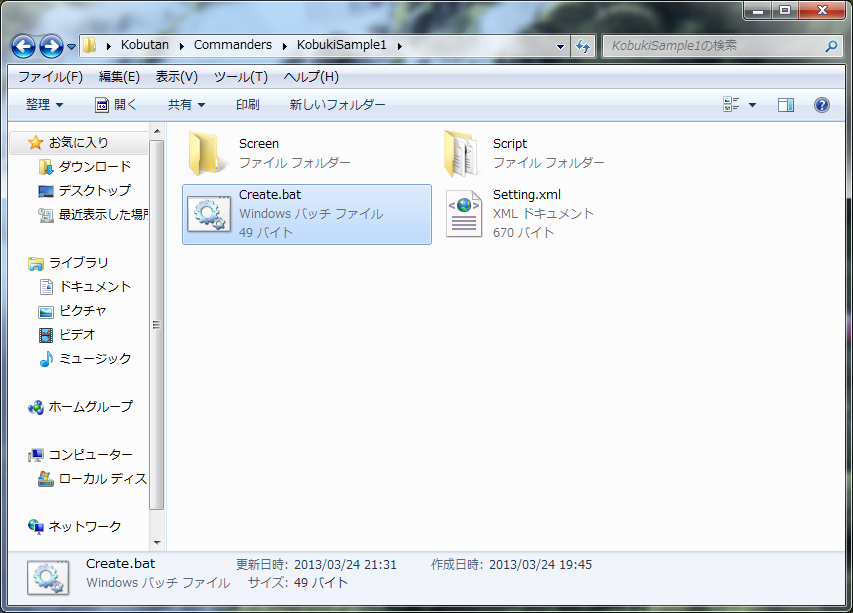 Kobutan Commanders KobukiSample1
KobukiSample1の検索
ファイル(F) 編集(E) 表示(V) ツール(T) ヘルプ(H)
整理 開く 共有 印刷 新しいフォルダー
お気に入り
ダウンロード
デスクトップ
最近表示した場所
ライブラリ
ドキュメント
ピクチャ
ビデオ
ミュージック
ホームグループ
コンピューター
ローカル ディス
ネットワーク
Screen
ファイル フォルダー
Script
ファイル フォルダー
Create.bat
Windows バッチ ファイル
49 バイト
Setting.xml
XML ドキュメント
670 バイト
Create.bat 更新日時: 2013/03/24 21:31 作成日時: 2013/03/24 19:45
Windows バッチ ファイル サイズ: 49 バイト